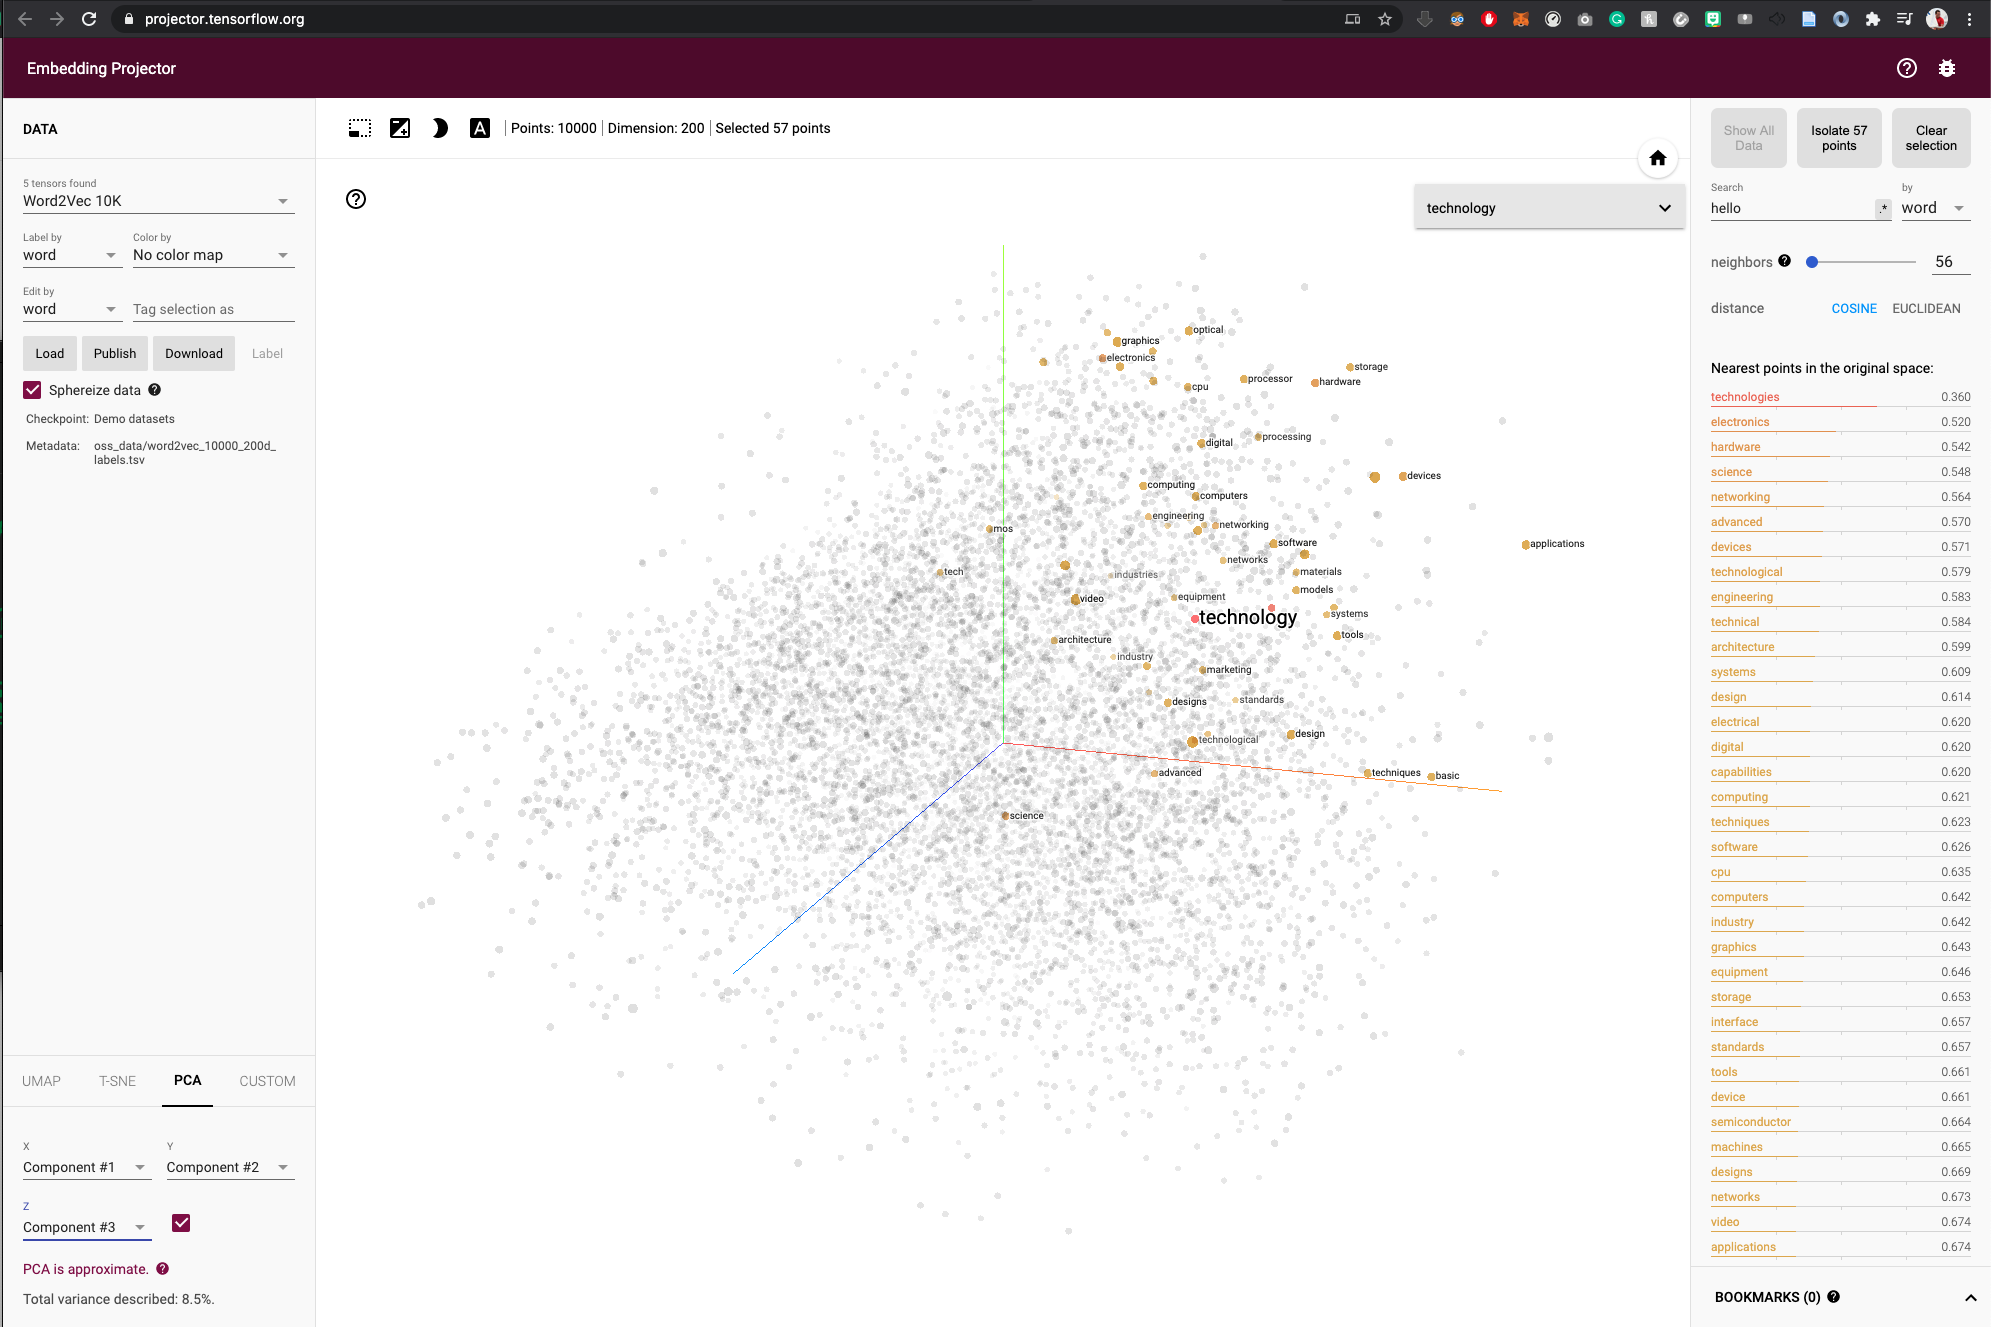 projector.tensorflow.org
Embedding Projector
DATA
5 tensors found
Word2Vec 10K
Label by
Color by
word
No color map
Edit by
word
Tag selection as
Load
Publish
Download
Label
Sphereize data
Checkpoint: Demo datasets
Metadata: oss_data/word2vec_10000_200d_
labels.tsv
UMAP
T-SNE
PCA
CUSTOM
X
Y
Component #1
Component #2
Z
Component #3
PCA is approximate.
Total variance described: 8.5%.
A
Points: 10000
Dimension: 200
Selected 57 points
technology
optical
graphics
electronics
storage
processor
hardware
cpu
processing
digital
devices
computing
computers
engineering
networking
mos
software
applications
networks
tech
industries
materials
models
equipment
video
systems
technology
tools
architecture
industry
marketing
designs
standards
design
technological
advanced
techniques
basic
science
Show All
Data
Isolate 57
points
Clear
selection
Search
by
hello
.*
word
neighbors
56
distance
COSINE
EUCLIDEAN
Nearest points in the original space:
technologies 0.360
electronics 0.520
hardware 0.542
science 0.548
networking 0.564
advanced 0.570
devices 0.571
technological 0.579
engineering 0.583
technical 0.584
architecture 0.599
systems 0.609
design 0.614
electrical 0.620
digital 0.620
capabilities 0.620
computing 0.621
techniques 0.623
software 0.626
cpu 0.635
computers 0.642
industry 0.642
graphics 0.643
equipment 0.646
storage 0.653
interface 0.657
standards 0.657
tools 0.661
device 0.661
semiconductor 0.664
machines 0.665
designs 0.669
networks 0.673
video 0.674
applications 0.674
BOOKMARKS (0)